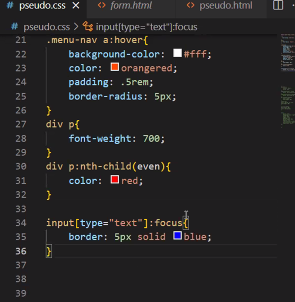 pseudo.css
form.html
pseudo.html
pseudo.css > input[type="text"]:focus
21 .menu-nav a:hover{
22 background-color: #fff;
23 color: orangered;
24 padding: .5rem;
25 border-radius: 5px;
26 }
27 div p{
28 font-weight: 700;
29 }
30 div p:nth-child(even){
31 color: red;
32 }
33
34 input[type="text"]:focus{
35 border: 5px solid blue;
36 }
37
38
39